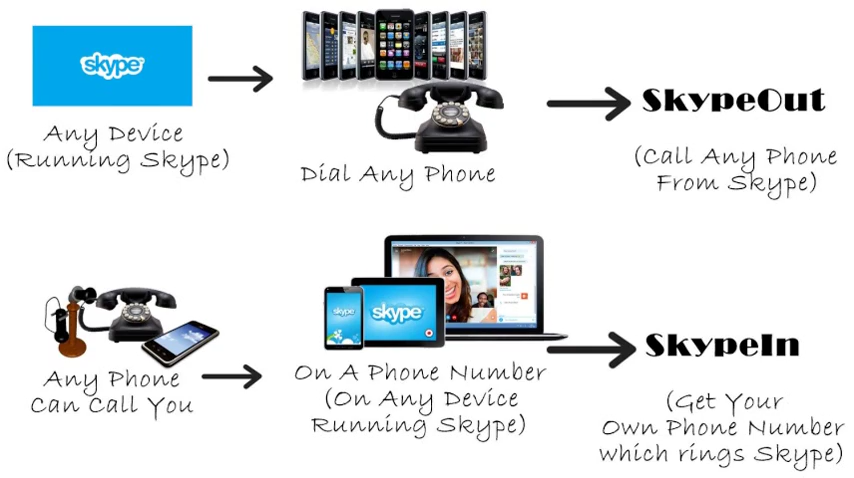 skype
Any Device
(Running Skype)
Dial Any Phone
SkypeOut
(Call Any Phone
From Skype)
Any Phone
Can Call You
skype
skype
On A Phone Number
(On Any Device
Running Skype)
SkypeIn
(Get Your
Own Phone Number
which rings Skype)